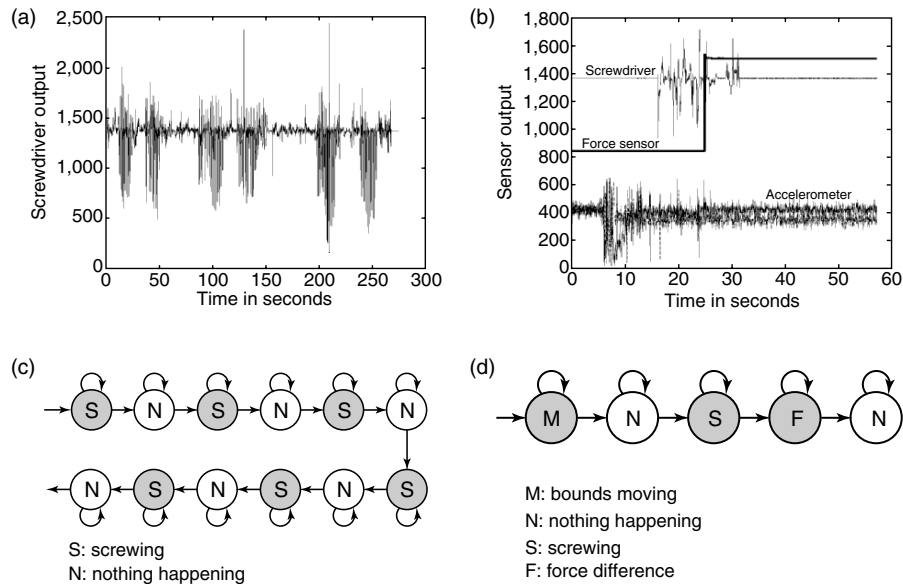 (a)
2,500
2,000
1,500
1,000
500
0
Screwdriver output
0 50 100 150 200 250 300
Time in seconds
(b)
1,800
1,600
1,400
1,200
1,800
800
600
400
200
0
Sensor output
Screwdriver
Force sensor
Accelerometer
0 10 20 30 40 50 60
Time in seconds
(c)
S N S N S N
N S N S N S
S: screwing
N: nothing happening
(d)
M N S F N
M: bounds moving
N: nothing happening
S: screwing
F: force difference